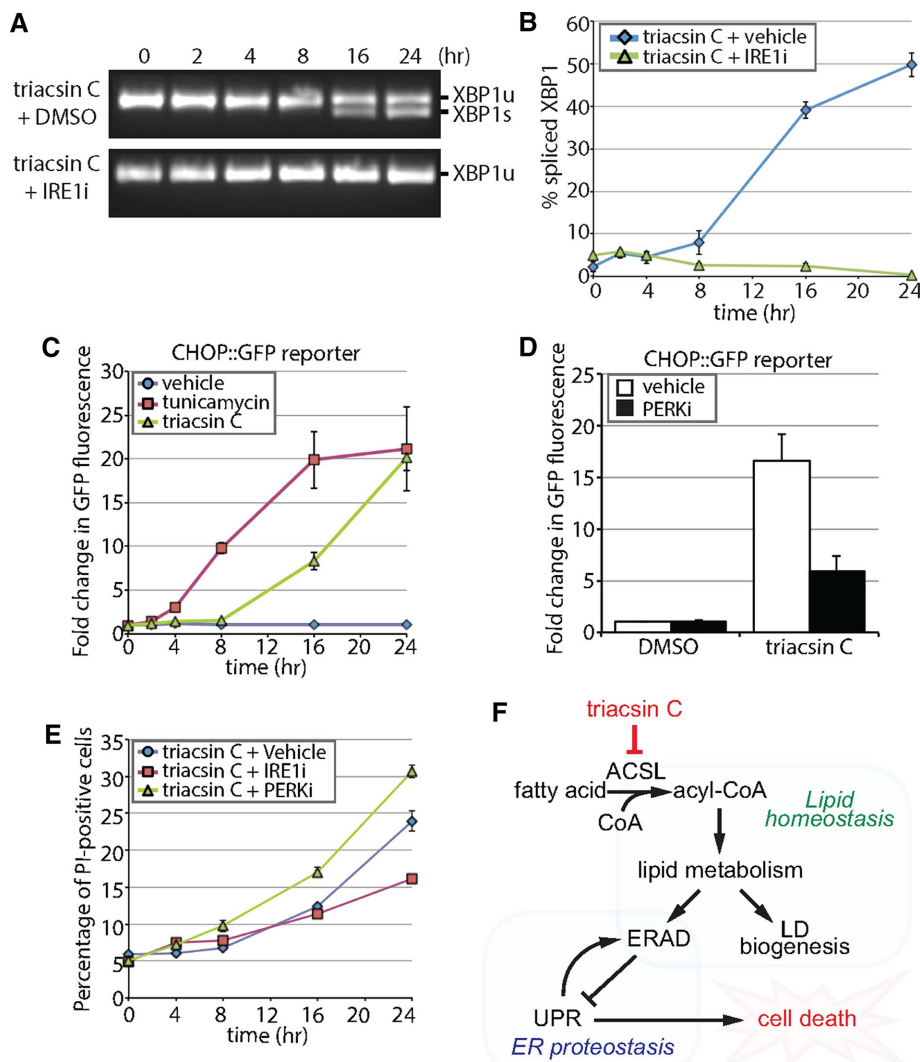 A
0 2 4 8 16 24 (hr)
triacsin C
+ DMSO
XBP1u
XBP1s
triacsin C
+ IRE1i
XBP1u
B
triacsin C + vehicle
triacsin C + IRE1i
% spliced XBP1
60
50
40
30
20
10
0
0 4 8 12 16 20 24
time (hr)
C
CHOP::GFP reporter
vehicle
tunicamycin
triacsin C
Fold change in GFP fluorescence
30
25
20
15
10
5
0
0 4 8 12 16 20 24
time (hr)
D
CHOP::GFP reporter
vehicle
PERKi
Fold change in GFP fluorescence
25
20
15
10
5
0
DMSO triacsin C
E
triacsin C + Vehicle
triacsin C + IRE1i
triacsin C + PERKi
Percentage of PI-positive cells
35
30
25
20
15
10
5
0
0 4 8 12 16 20 24
time (hr)
F
triacsin C
ACSL
fatty acid acyl-CoA
CoA
Lipid
homeostasis
lipid metabolism
ERAD
LD
biogenesis
UPR cell death
ER proteostasis